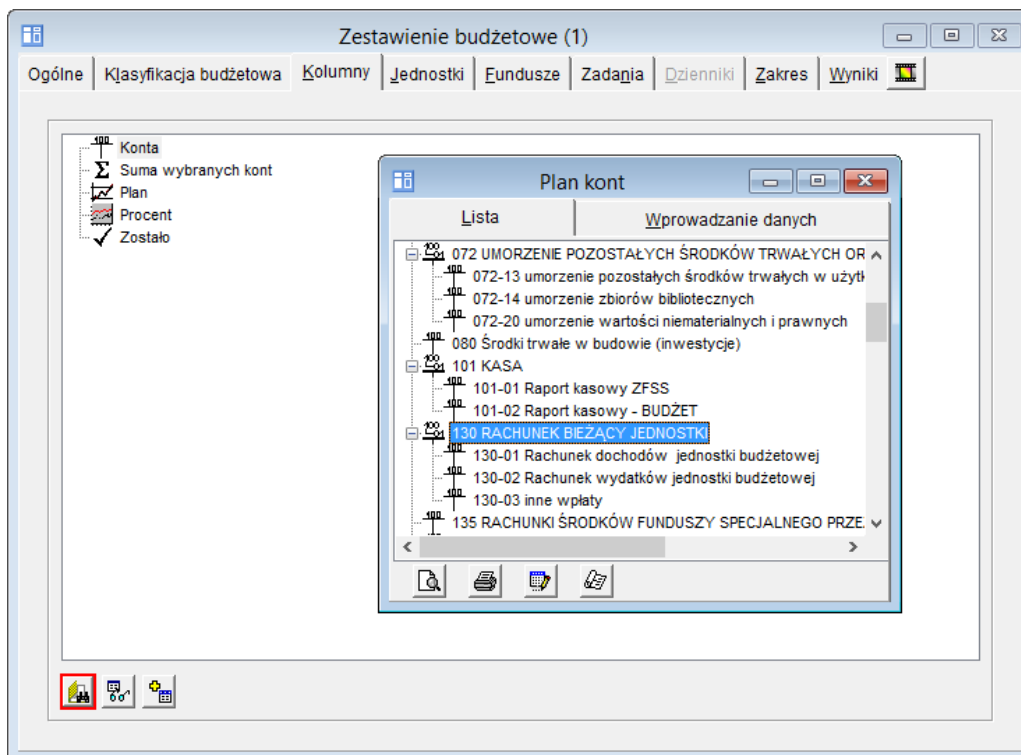 Zestawienie budżetowe (1)
Ogólne Klasyfikacja budżetowa Kolumny Jednostki Fundusze Zadania Dzienniki Zakres Wyniki
Konta
Suma wybranych kont
Plan
Procent
Zostało
Plan kont
Lista Wprowadzanie danych
072 UMORZENIE POZOSTAŁYCH ŚRODKÓW TRWAŁYCH OR
072-13 umorzenie pozostałych środków trwałych w użytk
072-14 umorzenie zbiorów bibliotecznych
072-20 umorzenie wartości niematerialnych i prawnych
080 Środki trwałe w budowie (inwestycje)
101 KASA
101-01 Raport kasowy ZFSS
101-02 Raport kasowy - BUDŻET
130 RACHUNEK BIEŻĄCY JEDNOSTKI
130-01 Rachunek dochodów jednostki budżetowej
130-02 Rachunek wydatków jednostki budżetowej
130-03 inne wpłaty
135 RACHUNKI ŚRODKÓW FUNDUSZY SPECJALNEGO PRZE